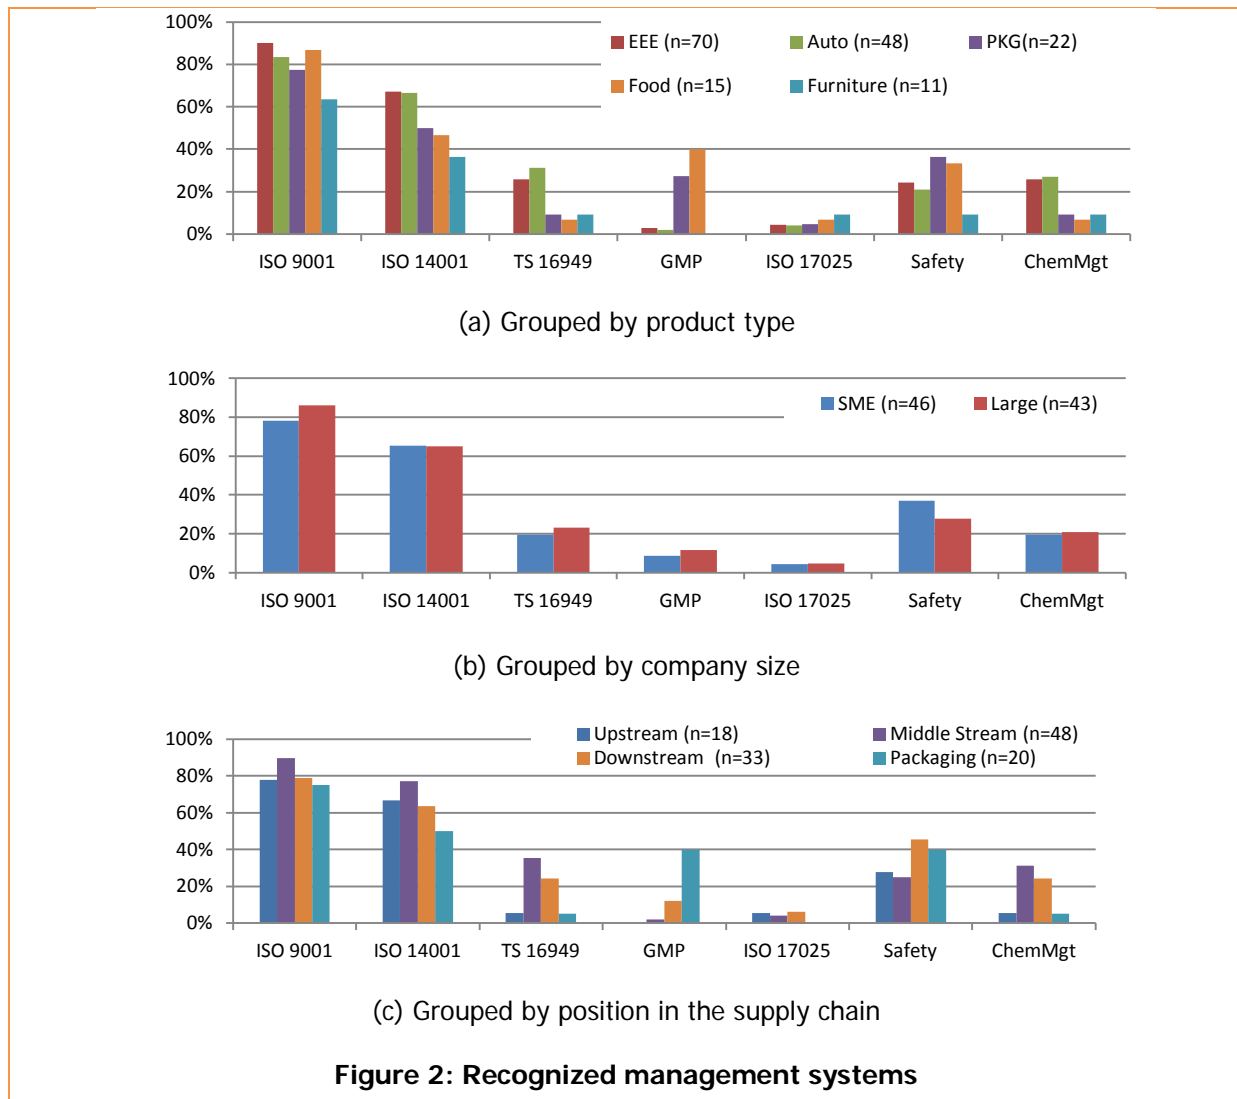 100%
80%
60%
40%
20%
0%
EEE (n=70) Auto (n=48) PKG(n=22)
Food (n=15) Furniture (n=11)
ISO 9001 ISO 14001 TS 16949 GMP ISO 17025 Safety ChemMgt
(a) Grouped by product type
100%
80%
60%
40%
20%
0%
SME (n=46) Large (n=43)
ISO 9001 ISO 14001 TS 16949 GMP ISO 17025 Safety ChemMgt
(b) Grouped by company size
100%
80%
60%
40%
20%
0%
Upstream (n=18) Middle Stream (n=48)
Downstream (n=33) Packaging (n=20)
ISO 9001 ISO 14001 TS 16949 GMP ISO 17025 Safety ChemMgt
(c) Grouped by position in the supply chain
Figure 2: Recognized management systems